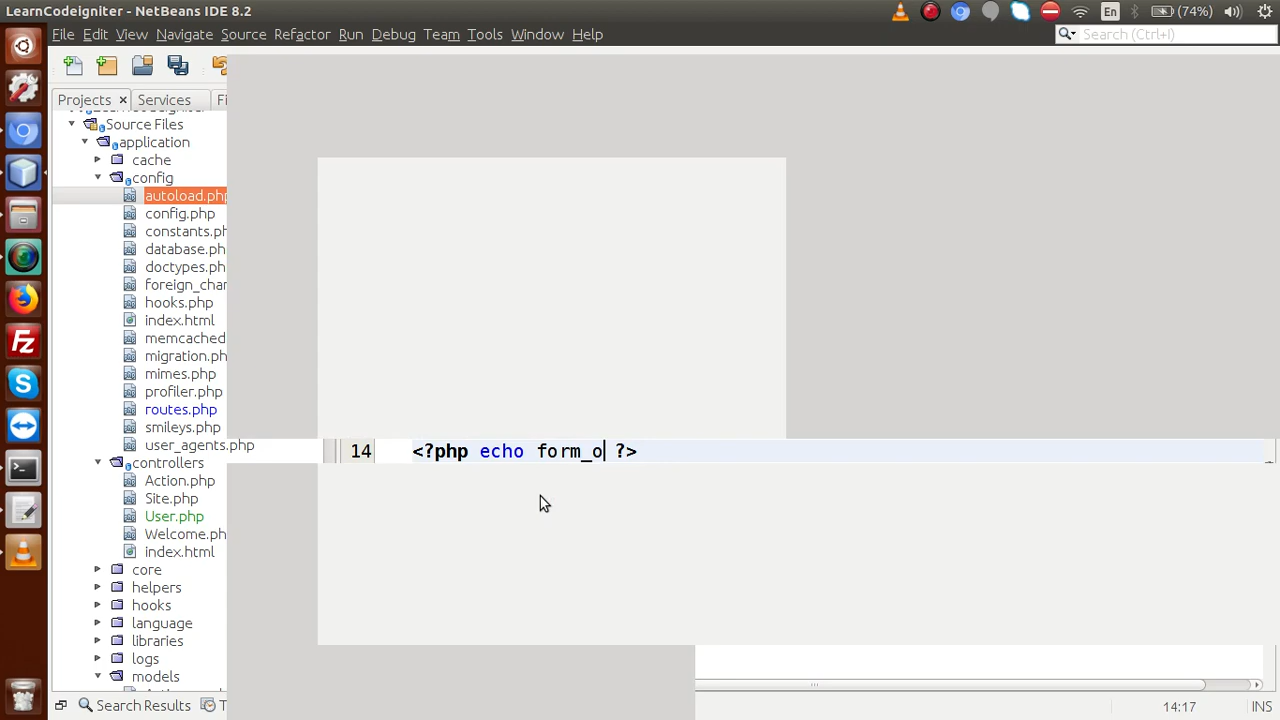 LearnCodeigniter - NetBeans IDE 8.2
En
(74%)
File Edit View Navigate Source Refactor Run Debug Team Tools Window Help
Search (Ctrl+I)
Projects × Services Fi
Source Files
application
cache
config
autoload.php
config.php
constants.ph
database.ph
doctypes.ph
foreign_char
hooks.php
index.html
memcached
migration.ph
mimes.php
profiler.php
routes.php
smileys.php
user_agents.php
14 <?php echo form_o ?>
controllers
Action.php
Site.php
User.php
Welcome.ph
index.html
core
helpers
hooks
language
libraries
logs
models
Search Results T
14:17 INS